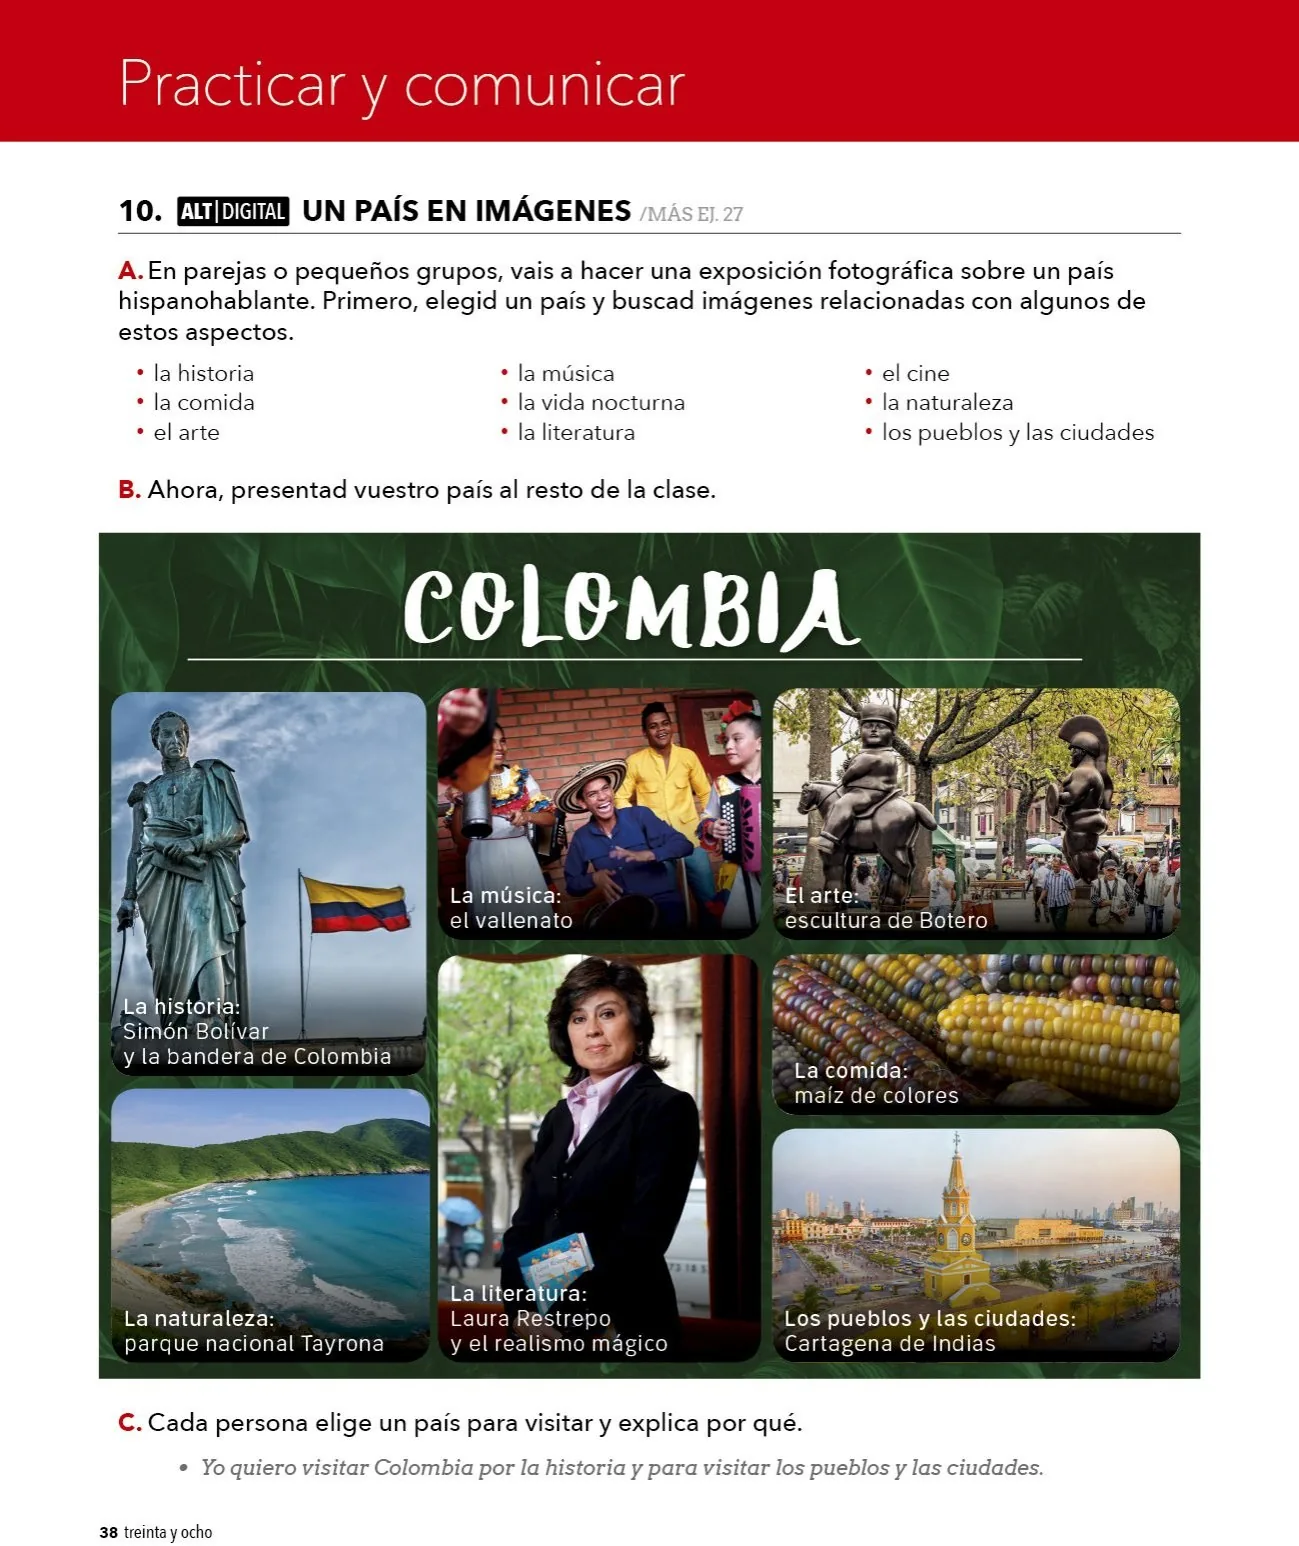 Practicar y comunicar
10. ALT|DIGITAL UN PAÍS EN IMÁGENES /MÁS EJ. 27
A. En parejas o pequeños grupos, vais a hacer una exposición fotográfica sobre un país
hispanohablante. Primero, elegid un país y buscad imágenes relacionadas con algunos de
estos aspectos.
• la historia
• la comida
• el arte
• la música
• la vida nocturna
• la literatura
• el cine
• la naturaleza
• los pueblos y las ciudades
B. Ahora, presentad vuestro país al resto de la clase.
COLOMBIA
La historia:
Simón Bolívar
y la bandera de Colombia
La música:
el vallenato
El arte:
escultura de Botero
La comida:
maíz de colores
La naturaleza:
parque nacional Tayrona
La literatura:
Laura Restrepo
y el realismo mágico
Los pueblos y las ciudades:
Cartagena de Indias
C. Cada persona elige un país para visitar y explica por qué.
• Yo quiero visitar Colombia por la historia y para visitar los pueblos y las ciudades.
38 treinta y ocho